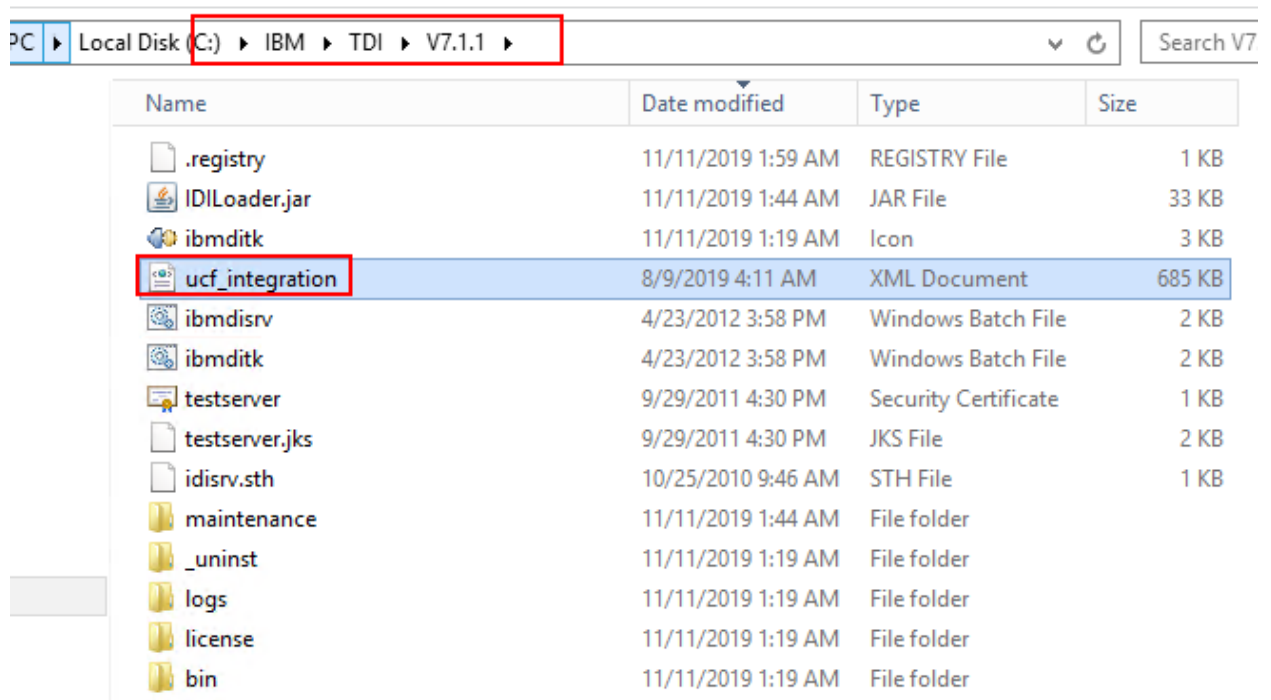 PC Local Disk (C:) IBM TDI V7.1.1 Search V7
Name Date modified Type Size
.registry 11/11/2019 1:59 AM REGISTRY File 1 KB
IDILoader.jar 11/11/2019 1:44 AM JAR File 33 KB
ibmditk 11/11/2019 1:19 AM Icon 3 KB
ucf_integration 8/9/2019 4:11 AM XML Document 685 KB
ibmdisrv 4/23/2012 3:58 PM Windows Batch File 2 KB
ibmditk 4/23/2012 3:58 PM Windows Batch File 2 KB
testserver 9/29/2011 4:30 PM Security Certificate 1 KB
testserver.jks 9/29/2011 4:30 PM JKS File 2 KB
idisrv.sth 10/25/2010 9:46 AM STH File 1 KB
maintenance 11/11/2019 1:44 AM File folder
_uninst 11/11/2019 1:19 AM File folder
logs 11/11/2019 1:19 AM File folder
license 11/11/2019 1:19 AM File folder
bin 11/11/2019 1:19 AM File folder